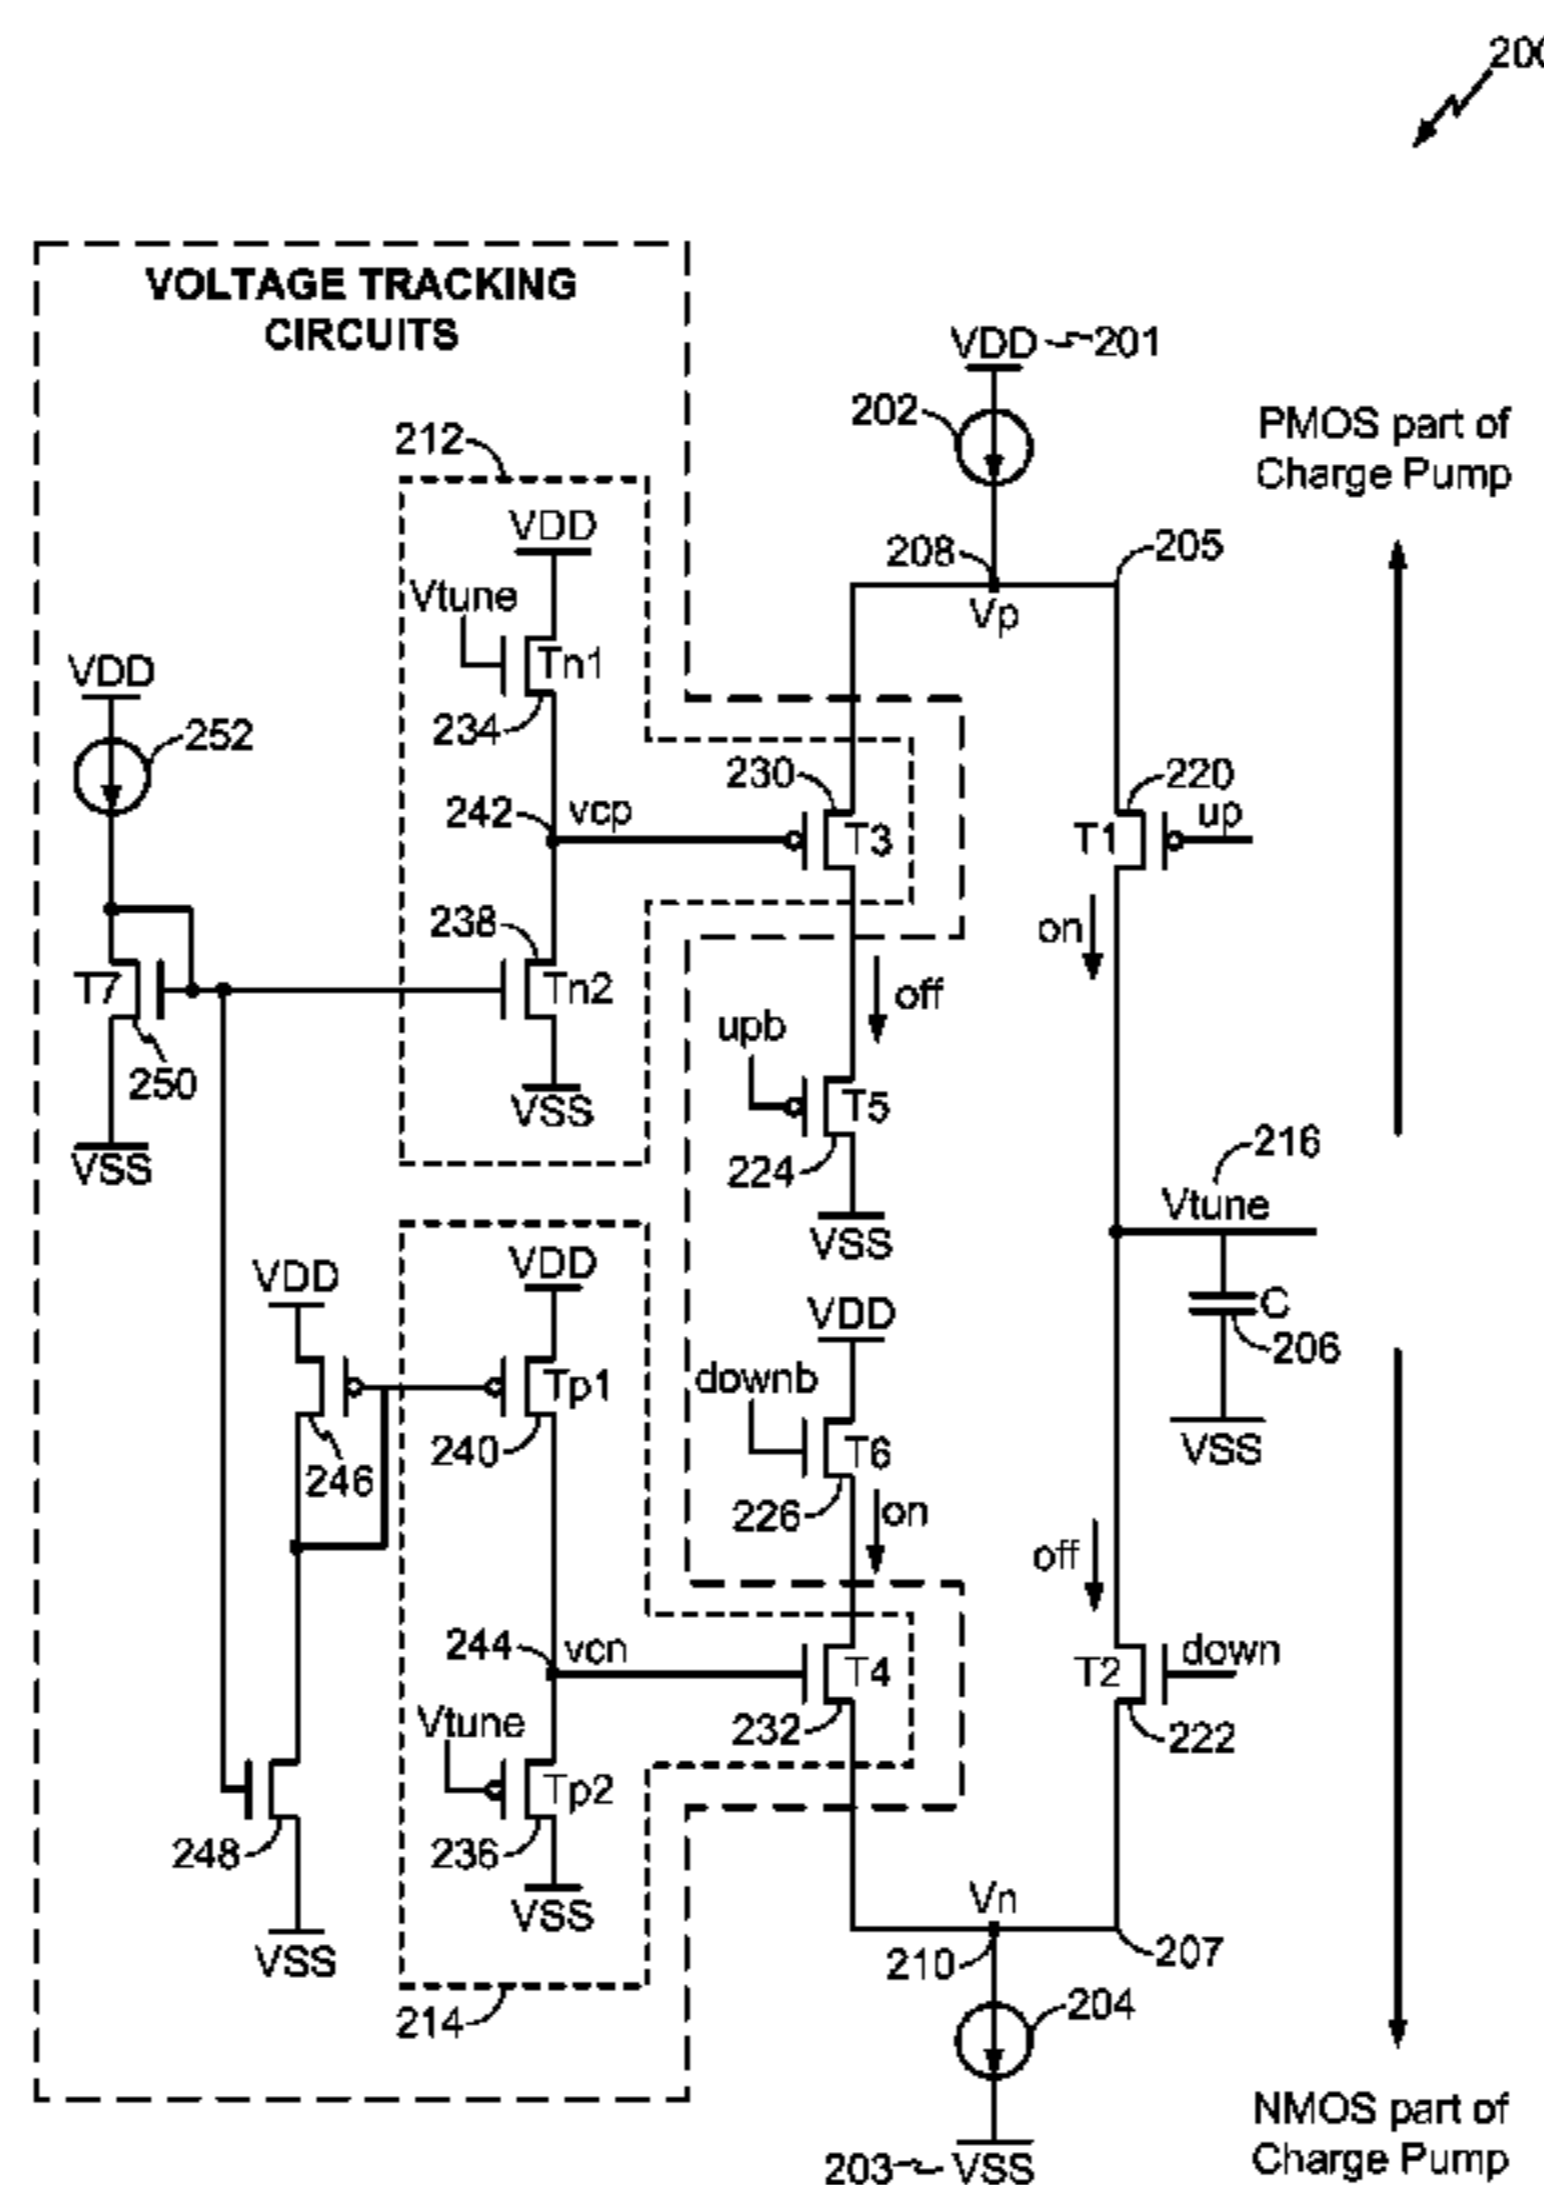 200
VOLTAGE TRACKING
CIRCUITS
VDD
201
202
PMOS part of
Charge Pump
212
VDD
208
205
Vtune
Vp
Tn1
VDD
234
252
230
220
242
vcp
up
T3
T1
238
on
T7
Tn2
off
upb
250
VSS
T5
VSS
224
216
Vtune
VSS
VDD
VDD
VDD
C
206
downb
Tp1
240
T6
VSS
246
226
on
off
244
vcn
down
T4
T2
Vtune
232
222
Tp2
248
236
Vn
VSS
VSS
210
207
214
204
NMOS part of
Charge Pump
203
VSS